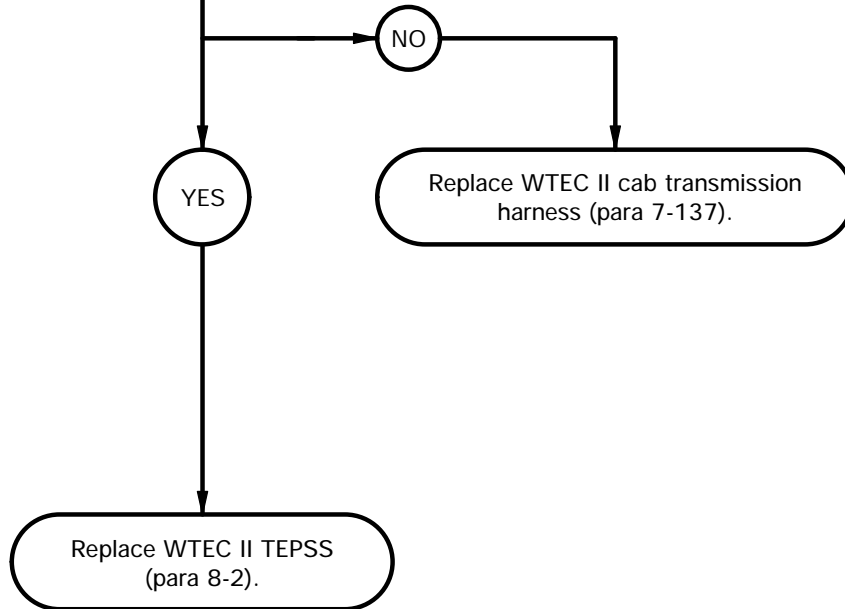 NO
YES
Replace WTEC II cab transmission
harness (para 7-137).
Replace WTEC II TEPSS
(para 8-2).